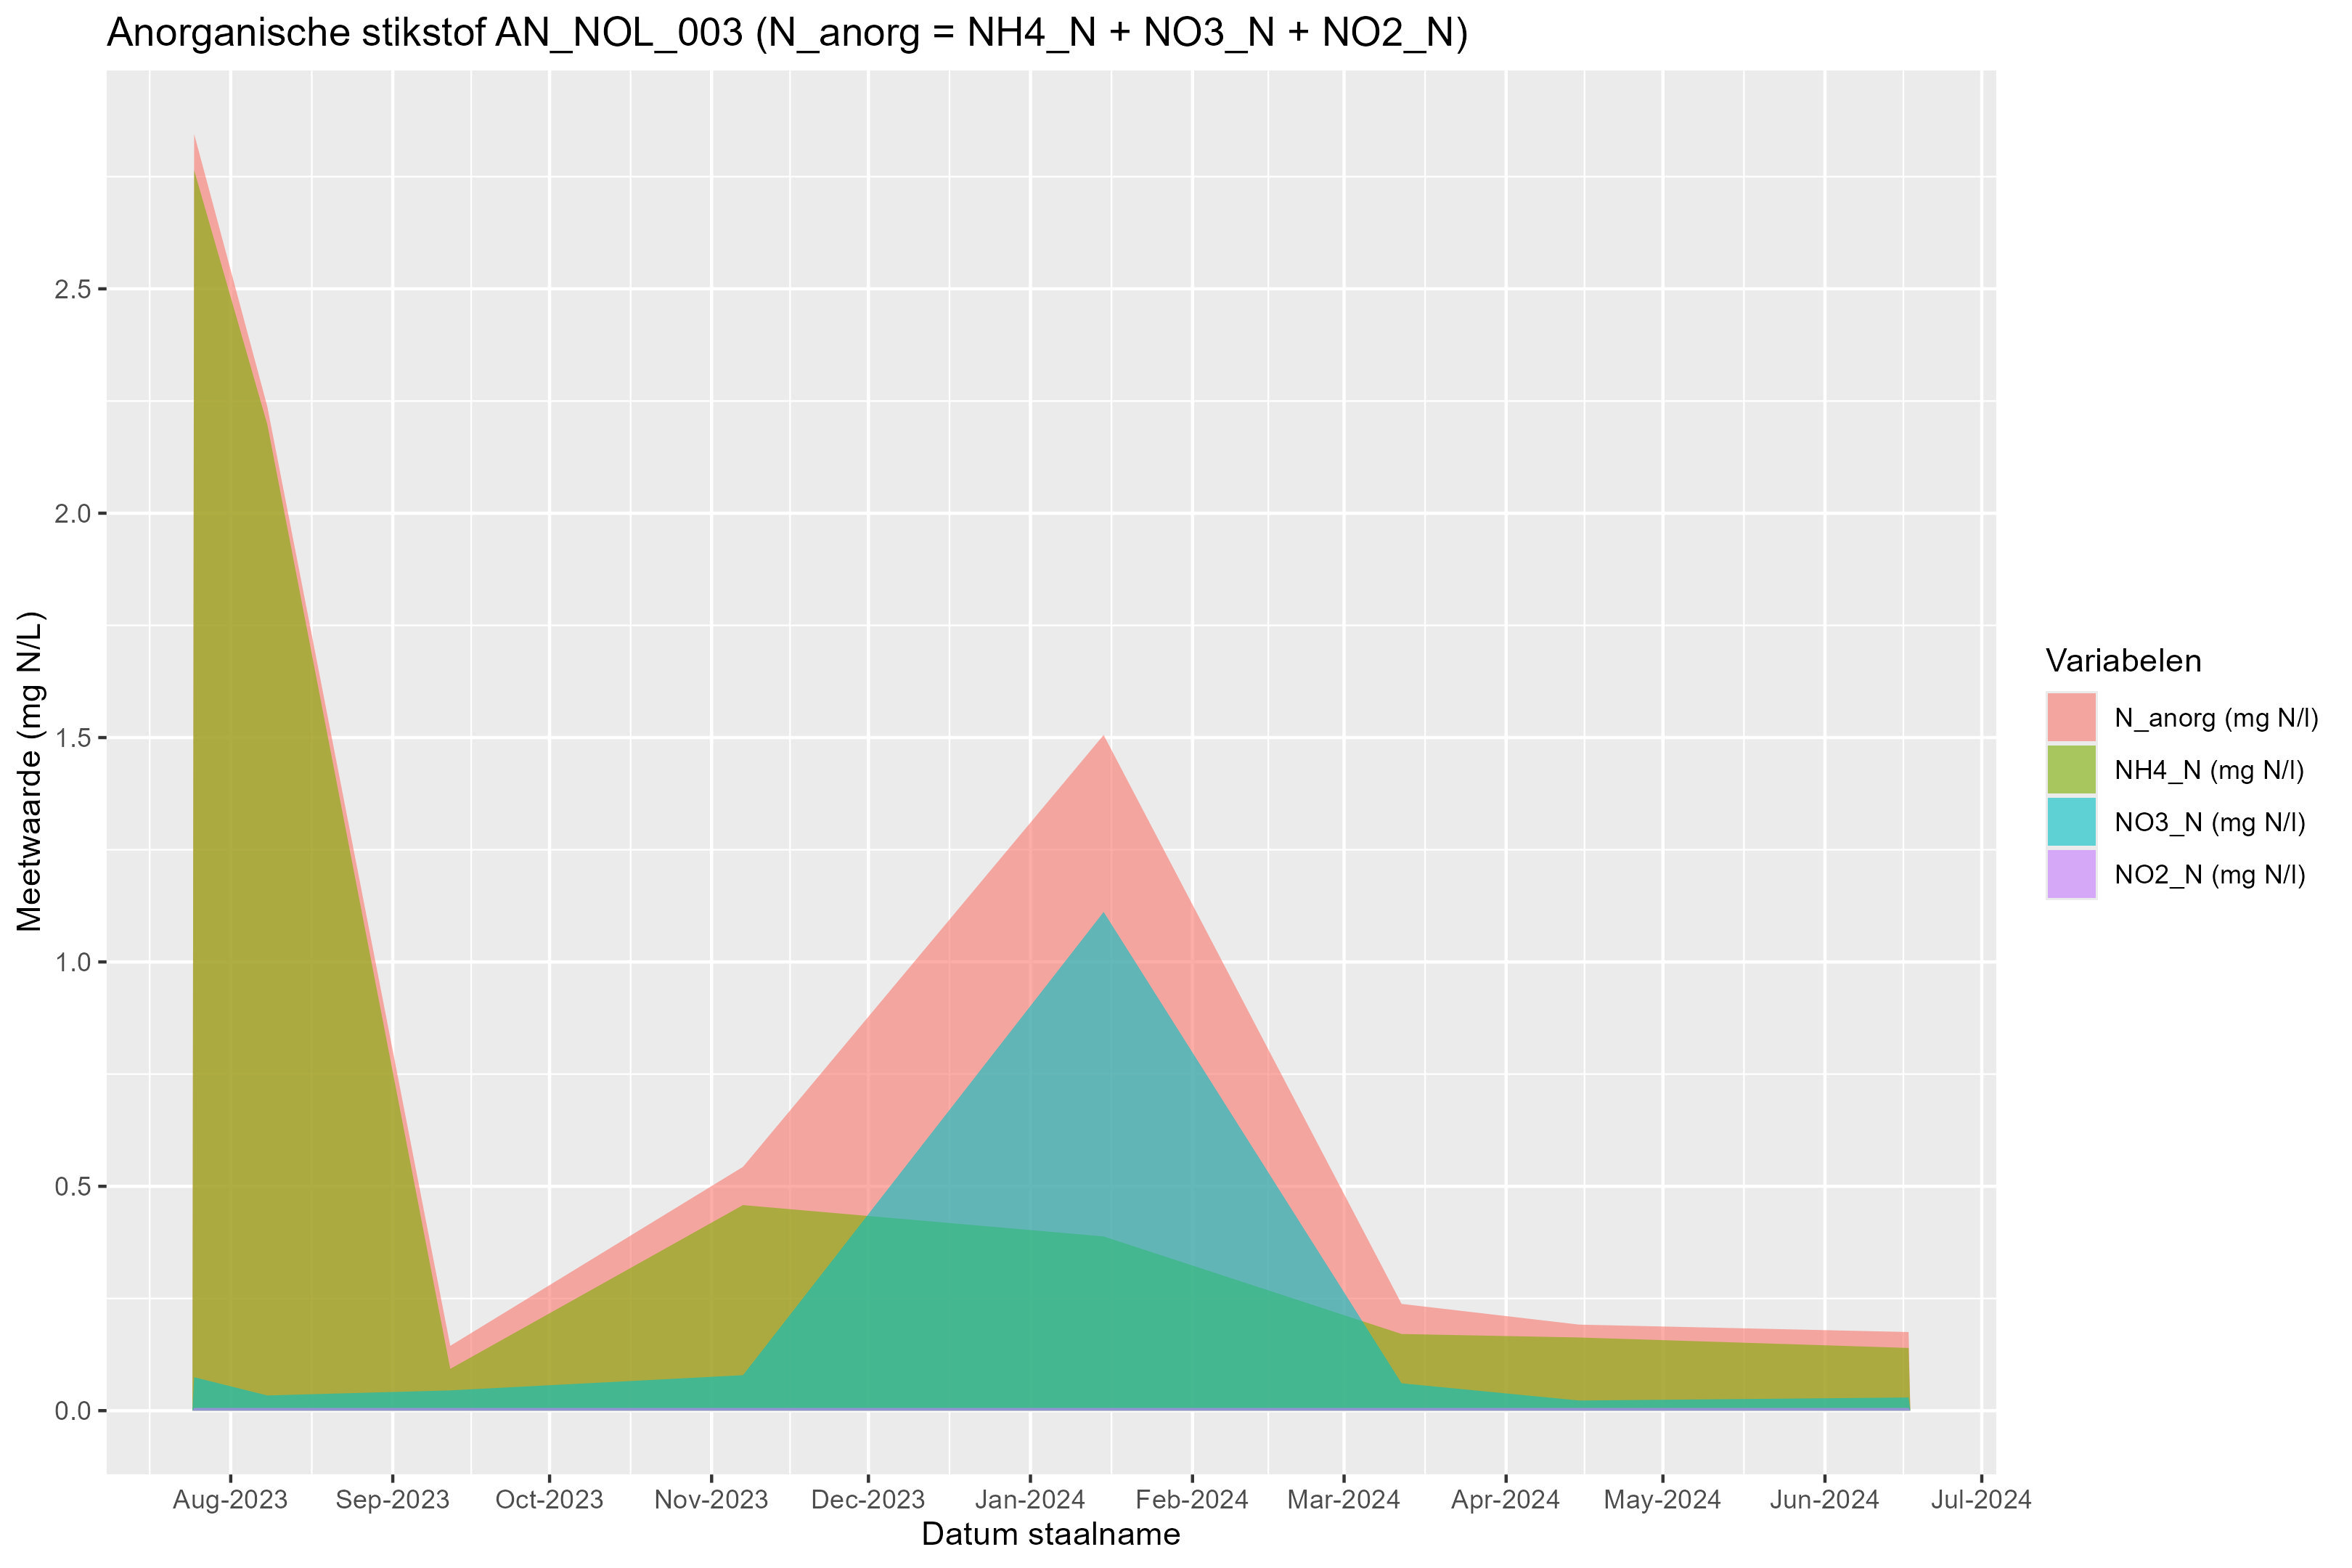 Anorganische stikstof AN_NOL_003 (N_anorg = NH4_N + NO3_N + NO2_N)
Meetwaarde (mg N/L)
2.5
2.0
1.5
1.0
0.5
0.0
Aug-2023 Sep-2023 Oct-2023 Nov-2023 Dec-2023 Jan-2024 Feb-2024 Mar-2024 Apr-2024 May-2024 Jun-2024 Jul-2024
Datum staalname
Variabelen
N_anorg (mg N/l)
NH4_N (mg N/l)
NO3_N (mg N/l)
NO2_N (mg N/l)